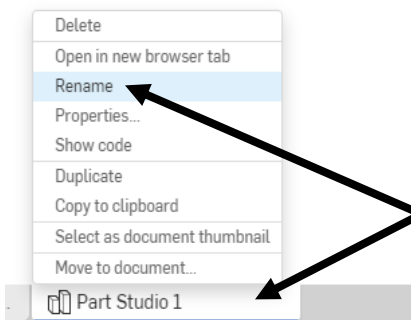 Delete
Open in new browser tab
Rename
Properties...
Show code
Duplicate
Copy to clipboard
Select as document thumbnail
Move to document...
Part Studio 1